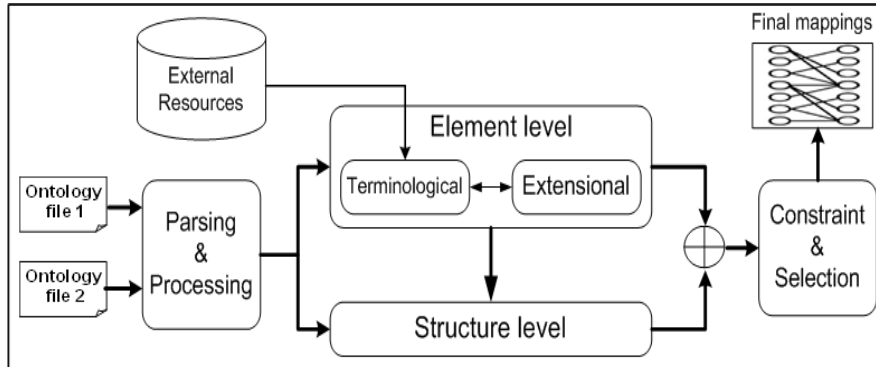 Final mappings
External
Resources
Element level
Terminological
Extensional
Ontology
file 1
Parsing
&
Processing
Ontology
file 2
Constraint
&
Selection
Structure level